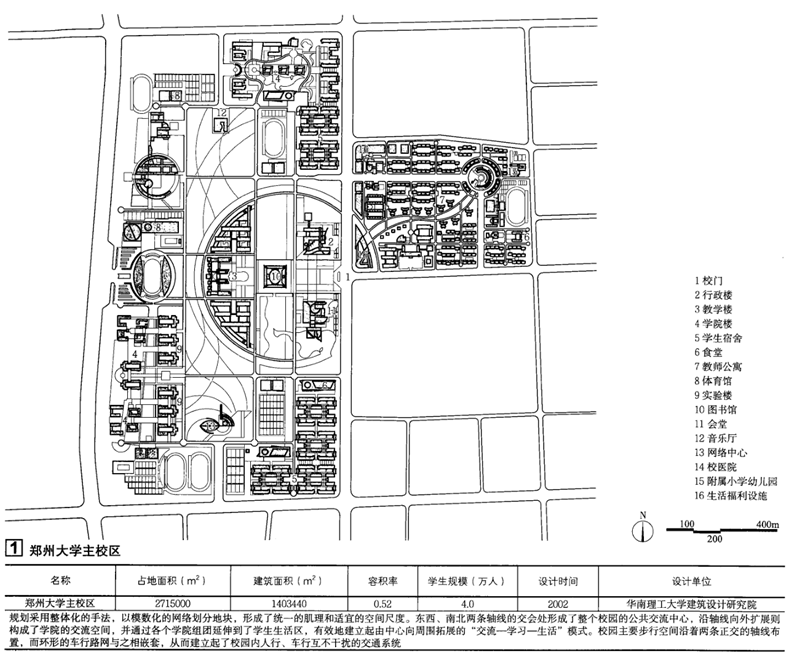 4
8
12
5
8
3
10
2
1
7
4
9
9
6
5
1 校门
2 行政楼
3 教学楼
4 学院楼
5 学生宿舍
6 食堂
7 教师公寓
8 体育馆
9 实验楼
10 图书馆
11 会堂
12 音乐厅
13 网络中心
14 校医院
15 附属小学幼儿园
16 生活福利设施
N
100 400m
200
1 郑州大学主校区
名称 占地面积（m²） 建筑面积（m²） 容积率 学生规模（万人） 设计时间 设计单位
郑州大学主校区 2715000 1403440 0.52 4.0 2002 华南理工大学建筑设计研究院
规划采用整体化的手法，以模数化的网络划分地块，形成了统一的肌理和适宜的空间尺度。东西、南北两条轴线的交会处形成了整个校园的公共交流中心，沿轴线向外扩展则
构成了学院的交流空间，并通过各个学院组团延伸到了学生生活区，有效地建立起由中心向周围拓展的“交流—学习—生活”模式。校园主要步行空间沿着两条正交的轴线布
置，而环形的车行路网与之相嵌套，从而建立起了校园内人行、车行互不干扰的交通系统